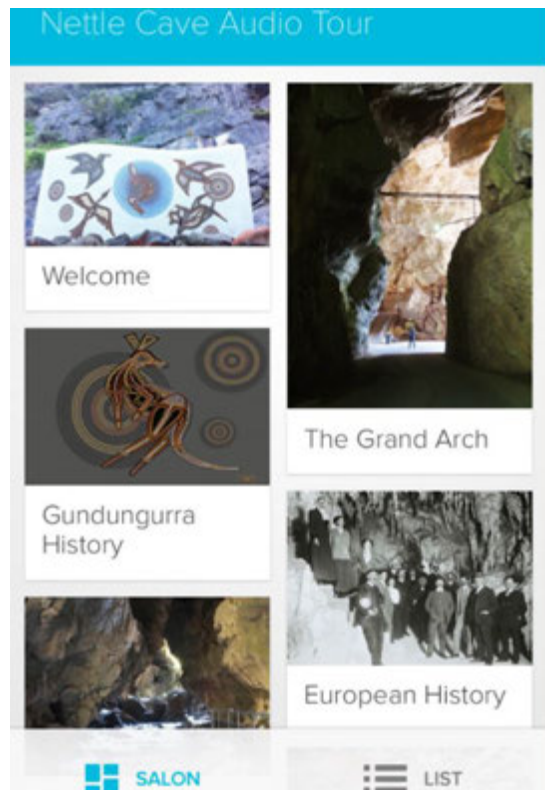 Nettle Cave Audio Tour
Welcome
The Grand Arch
Gundungurra
History
European History
SALON
LIST